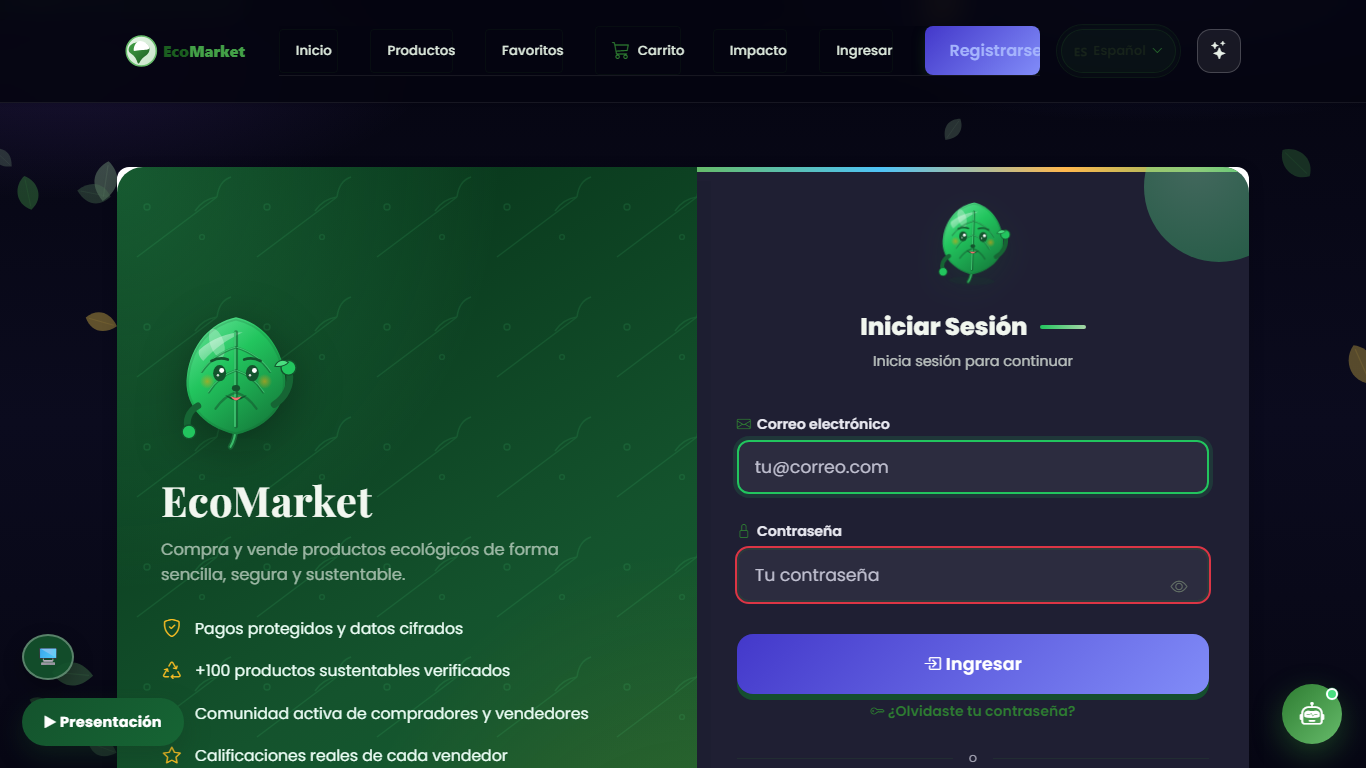 EcoMarket
Inicio
Productos
Favoritos
Carrito
Impacto
Ingresar
Registrarse
ES Español
EcoMarket
Compra y vende productos ecológicos de forma
sencilla, segura y sustentable.
Pagos protegidos y datos cifrados
+100 productos sustentables verificados
Comunidad activa de compradores y vendedores
Calificaciones reales de cada vendedor
Presentación
Iniciar Sesión
Inicia sesión para continuar
Correo electrónico
tu@correo.com
Contraseña
Tu contraseña
Ingresar
¿Olvidaste tu contraseña?
o